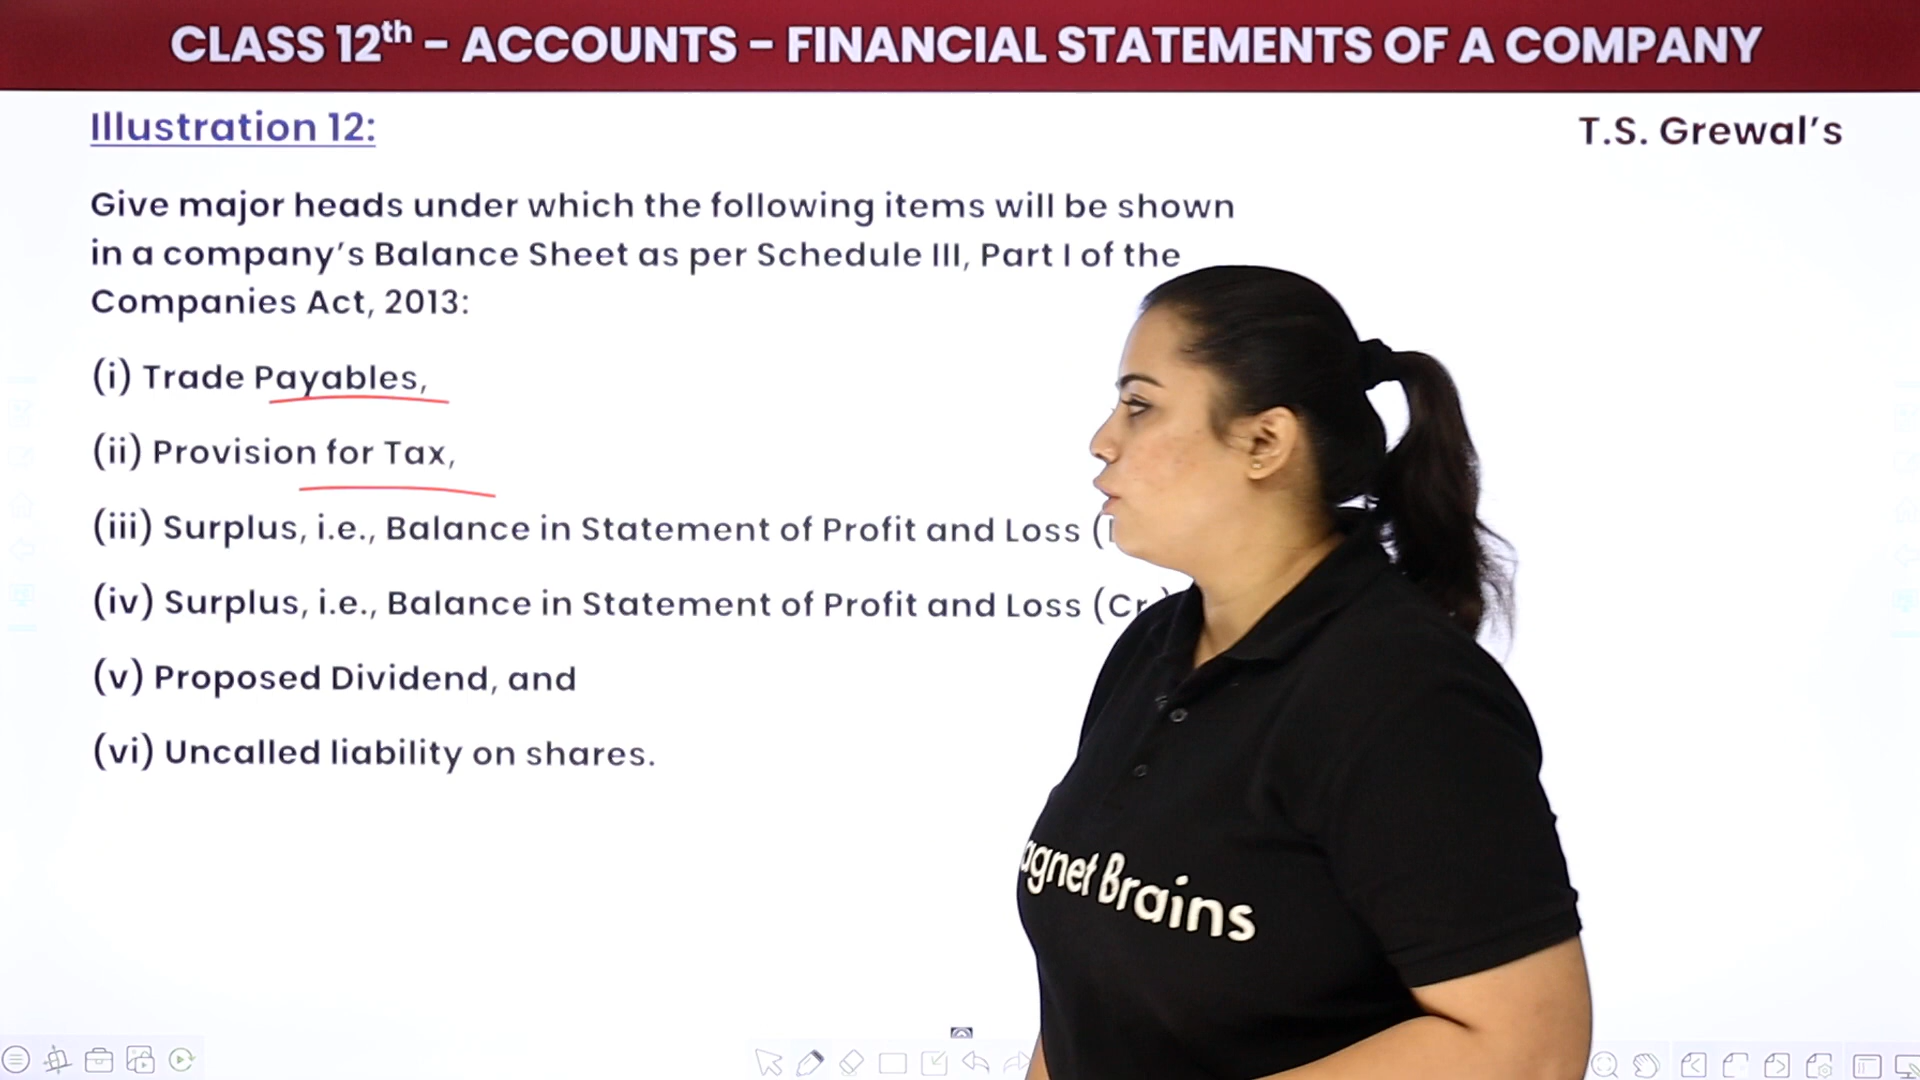 CLASS 12th – ACCOUNTS – FINANCIAL STATEMENTS OF A COMPANY
Illustration 12:
T.S. Grewal’s
Give major heads under which the following items will be shown
in a company’s Balance Sheet as per Schedule III, Part I of the
Companies Act, 2013:
(i) Trade Payables,
(ii) Provision for Tax,
(iii) Surplus, i.e., Balance in Statement of Profit and Loss (
(iv) Surplus, i.e., Balance in Statement of Profit and Loss (Cr.)
(v) Proposed Dividend, and
(vi) Uncalled liability on shares.
agnet Brains